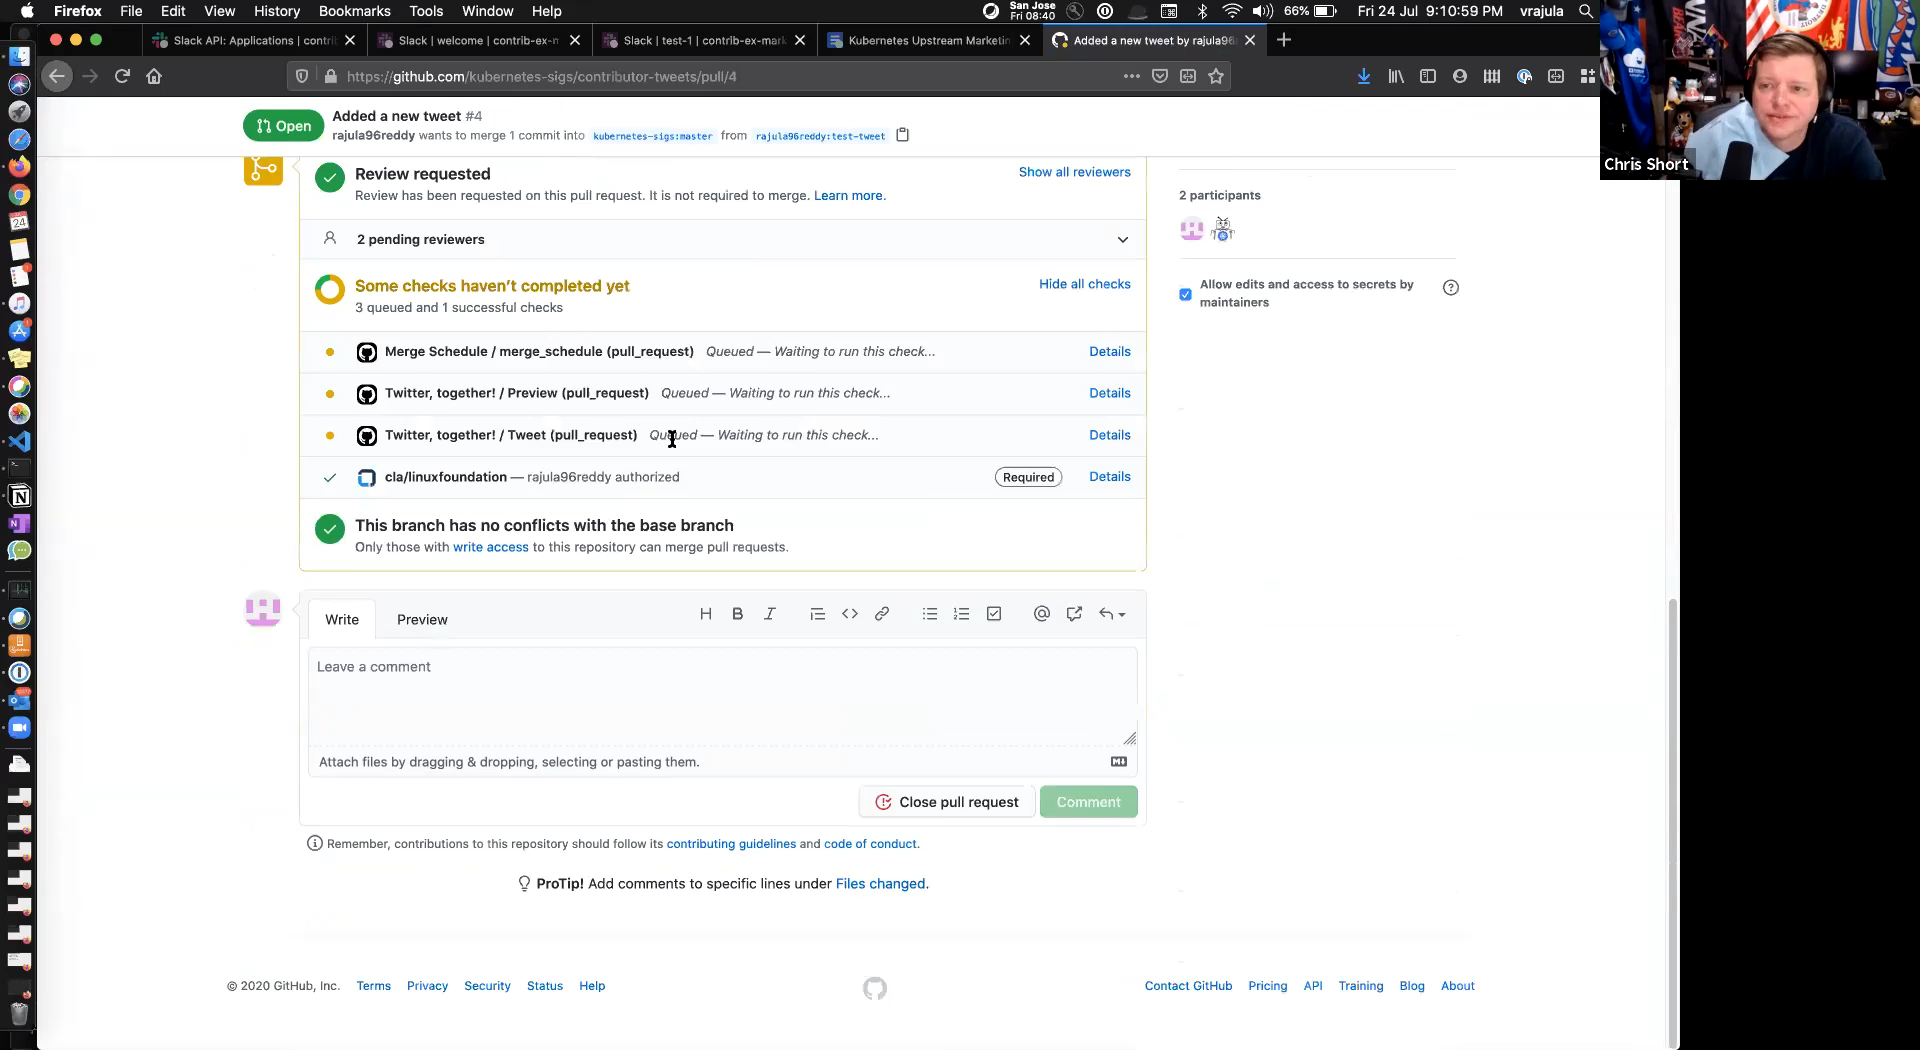 Firefox File Edit View History Bookmarks Tools Window Help
San Jose
Fri 08:40
66%
Fri 24 Jul 9:10:59 PM
vrajula
Slack API: Applications | contri
Slack | welcome | contrib-ex-m
Slack | test-1 | contrib-ex-mark
Kubernetes Upstream Marketin
Added a new tweet by rajula96
https://github.com/kubernetes-sigs/contributor-tweets/pull/4
Chris Short
Open
Added a new tweet #4
rajula96reddy wants to merge 1 commit into kubernetes-sigs:master from rajula96reddy:test-tweet
Review requested
Show all reviewers
Review has been requested on this pull request. It is not required to merge. Learn more.
2 pending reviewers
Some checks haven't completed yet
Hide all checks
3 queued and 1 successful checks
Merge Schedule / merge_schedule (pull_request) Queued — Waiting to run this check...
Details
Twitter, together! / Preview (pull_request) Queued — Waiting to run this check...
Details
Twitter, together! / Tweet (pull_request) Queued — Waiting to run this check...
Details
cla/linuxfoundation — rajula96reddy authorized
Required
Details
This branch has no conflicts with the base branch
Only those with write access to this repository can merge pull requests.
2 participants
Allow edits and access to secrets by
maintainers
Write
Preview
Leave a comment
Attach files by dragging & dropping, selecting or pasting them.
Close pull request
Comment
Remember, contributions to this repository should follow its contributing guidelines and code of conduct.
ProTip! Add comments to specific lines under Files changed.
© 2020 GitHub, Inc. Terms Privacy Security Status Help
Contact GitHub Pricing API Training Blog About